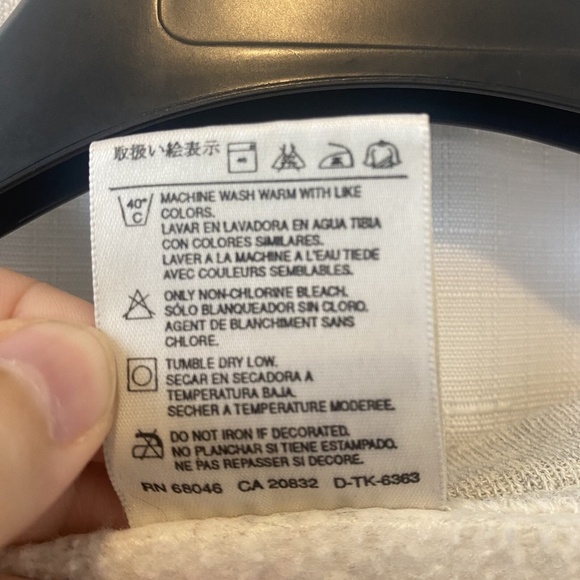 取扱い絵表示
40
40°
C
MACHINE WASH WARM WITH LIKE
COLORS.
LAVAR EN LAVADORA EN AGUA TIBIA
CON COLORES SIMILARES.
LAVER A LA MACHINE A L'EAU TIEDE
AVEC COULEURS SEMBLABLES.
ONLY NON-CHLORINE BLEACH.
SÓLO BLANQUEADOR SIN CLORO.
AGENT DE BLANCHIMENT SANS
CHLORE.
TUMBLE DRY LOW.
SECAR EN SECADORA A
TEMPERATURA BAJA.
SECHER A TEMPERATURE MODEREE.
DO NOT IRON IF DECORATED.
NO PLANCHAR SI TIENE ESTAMPADO.
NE PAS REPASSER SI DECORE.
RN 68046 CA 20832 D-TK-6363